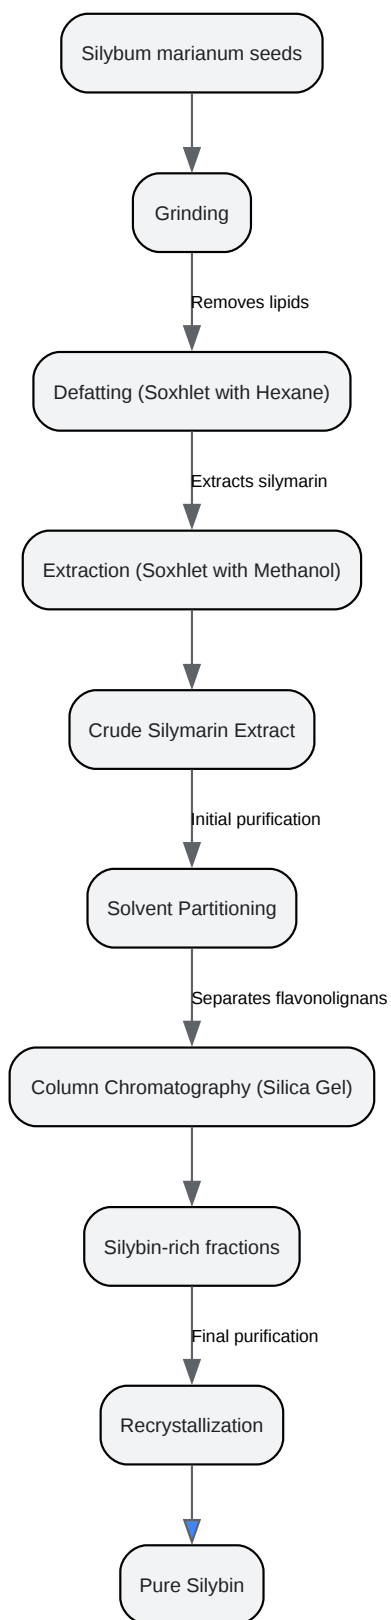 Silybum marianum seeds
Grinding
Removes lipids
Defatting (Soxhlet with Hexane)
Extracts silymarin
Extraction (Soxhlet with Methanol)
Crude Silymarin Extract
Initial purification
Solvent Partitioning
Separates flavonolignans
Column Chromatography (Silica Gel)
Silybin-rich fractions
Final purification
Recrystallization
Pure Silybin